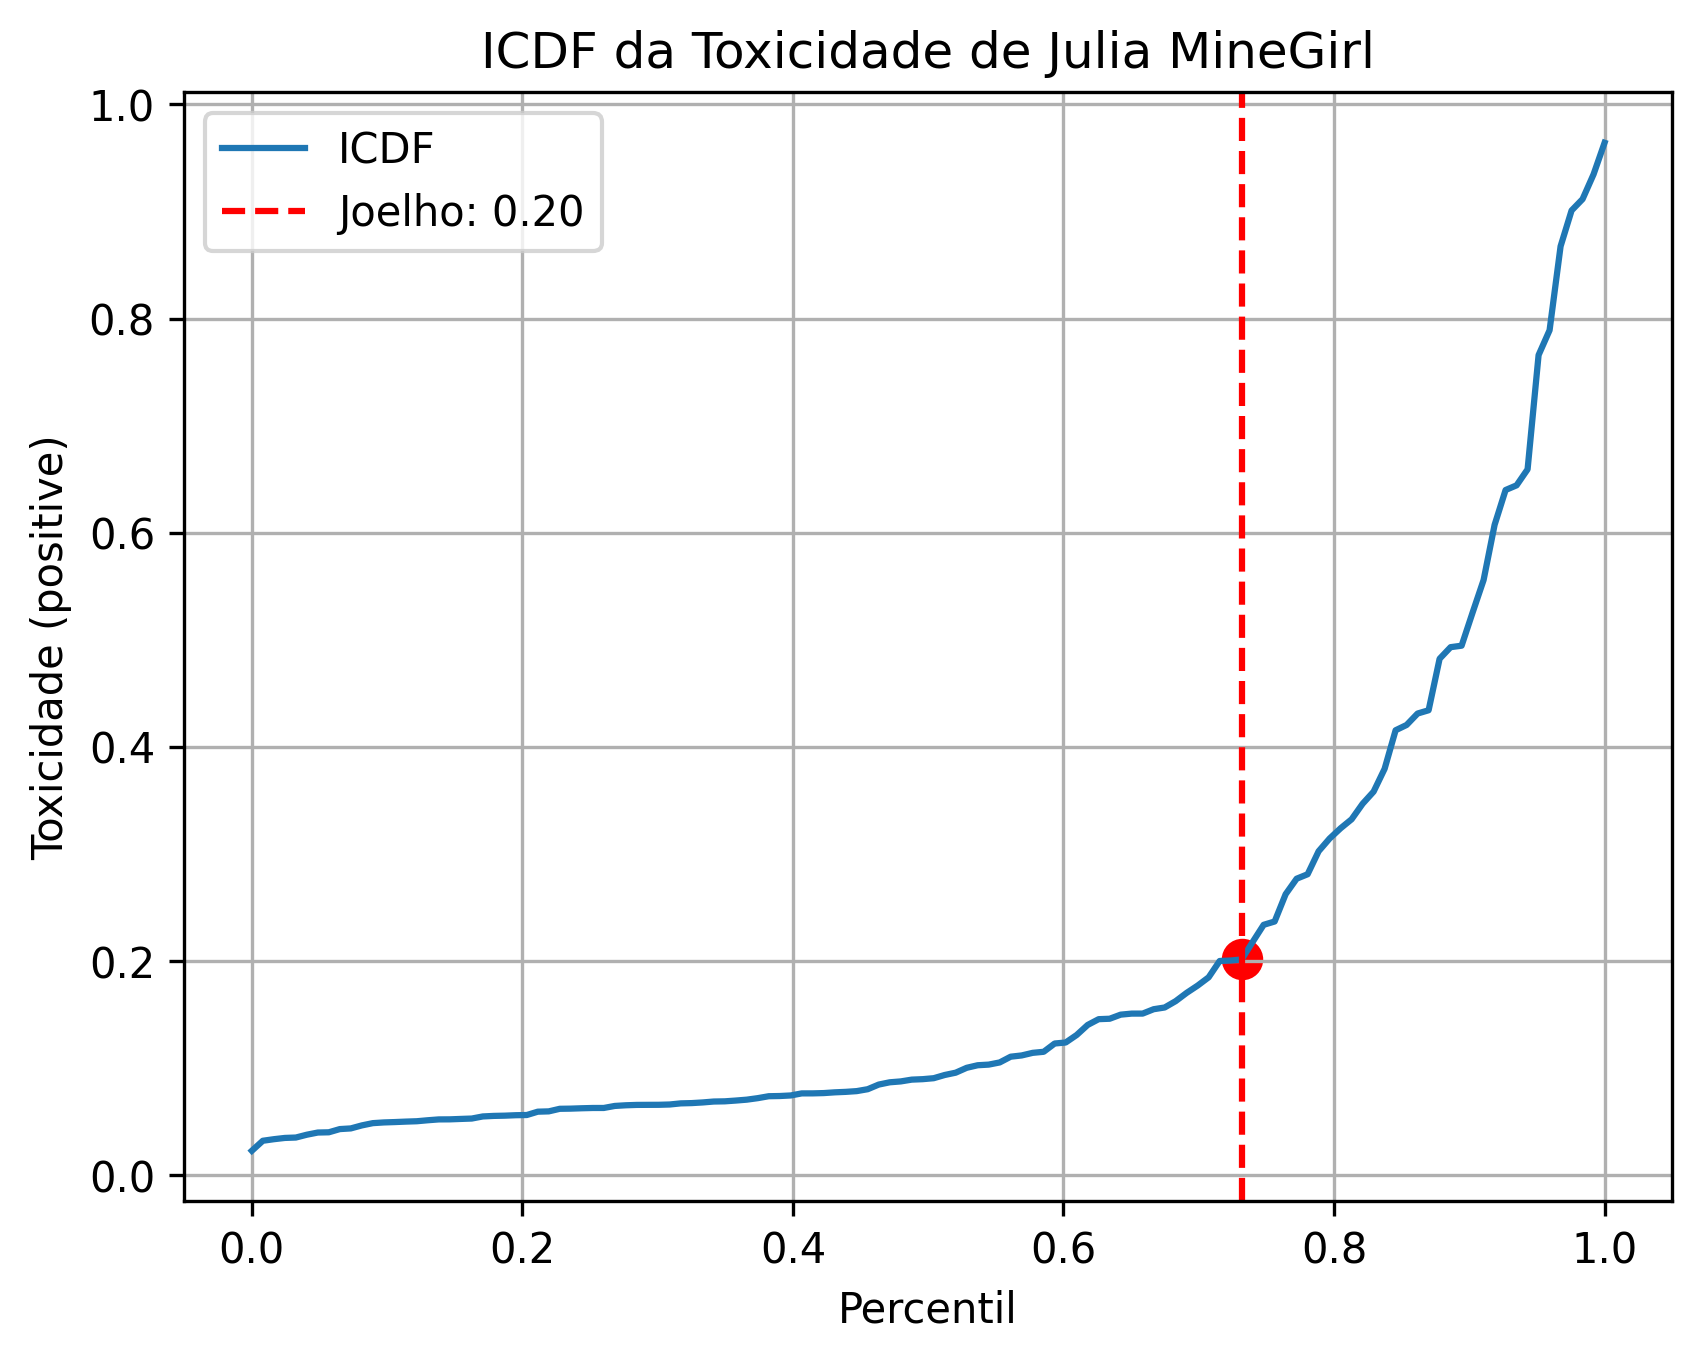 ICDF da Toxicidade de Julia MineGirl
ICDF
Joelho: 0.20
Toxicidade (positive)
1.0
0.8
0.6
0.4
0.2
0.0
0.0 0.2 0.4 0.6 0.8 1.0
Percentil